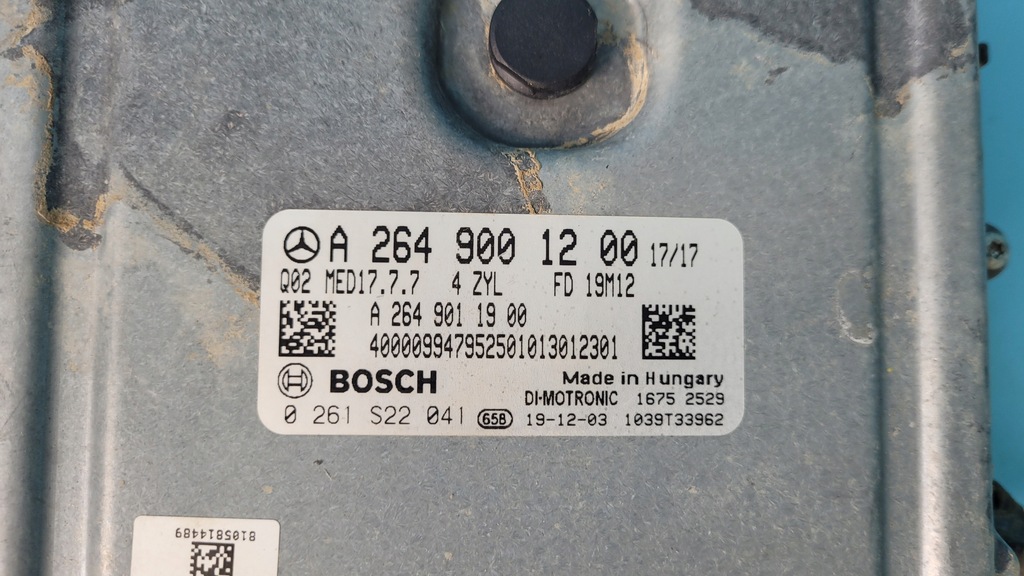 A 264 900 12 00 17/17
Q02 MED17.7.7 4 ZYL FD 19M12
A 264 901 19 00
400009947952501013012301
BOSCH
Made in Hungary
DI-MOTRONIC 1675 2529
0 261 S22 041 65B 19-12-03 1039T33962
8105814489